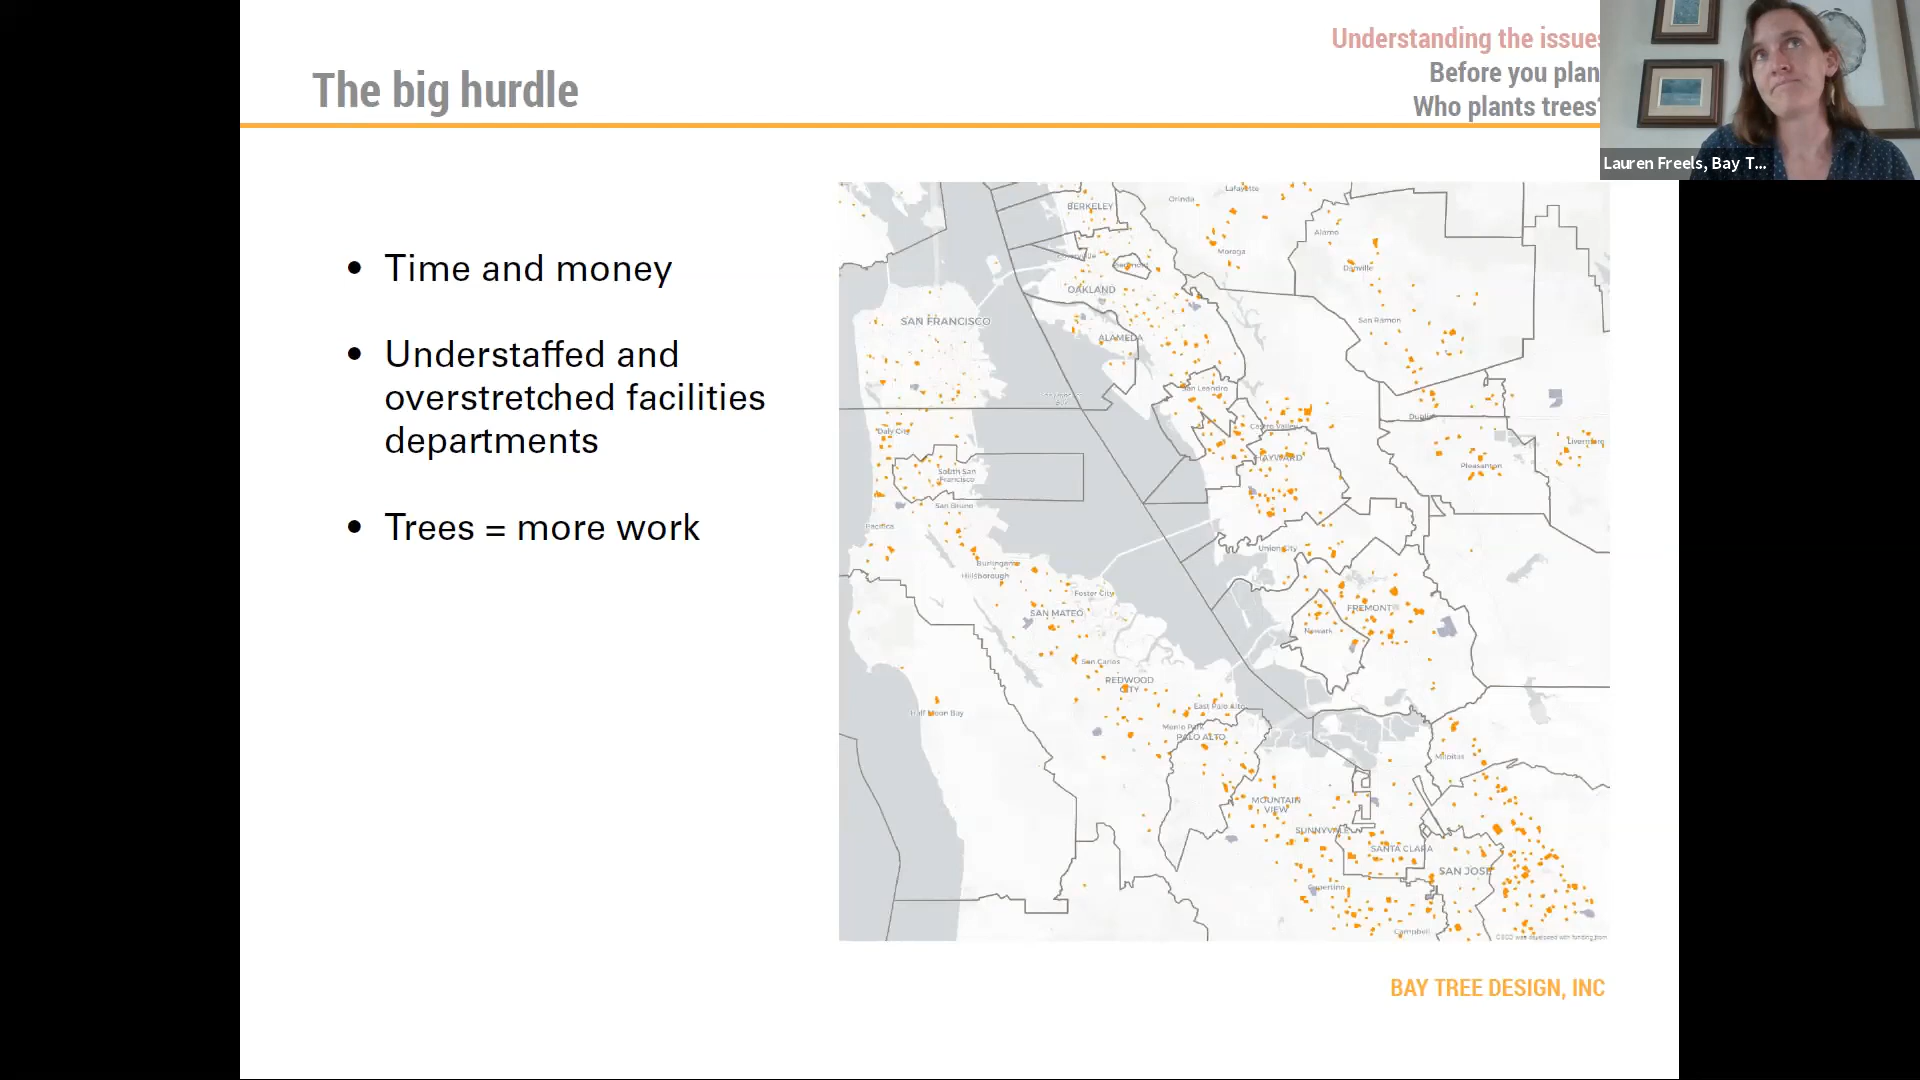 Understanding the issues
Before you plan
Who plants trees?
The big hurdle
Lauren Freels, Bay T...
• Time and money
• Understaffed and
overstretched facilities
departments
• Trees = more work
Lafayette
Orinda
BERKELEY
Alamo
Moraga
Danville
OAKLAND
SAN FRANCISCO
San Ramon
ALAMEDA
San Leandro
Dublin
Castro Valley
Daly City
Livermore
HAYWARD
Pleasanton
South San
Francisco
San Bruno
Pacifica
Union City
Burlingame
Hillsborough
Foster City
SAN MATEO
FREMONT
Newark
San Carlos
REDWOOD
CITY
East Palo Alto
Half Moon Bay
Menlo Park
PALO ALTO
Milpitas
MOUNTAIN
VIEW
SUNNYVALE
SANTA CLARA
SAN JOSE
Cupertino
Campbell
BAY TREE DESIGN, INC